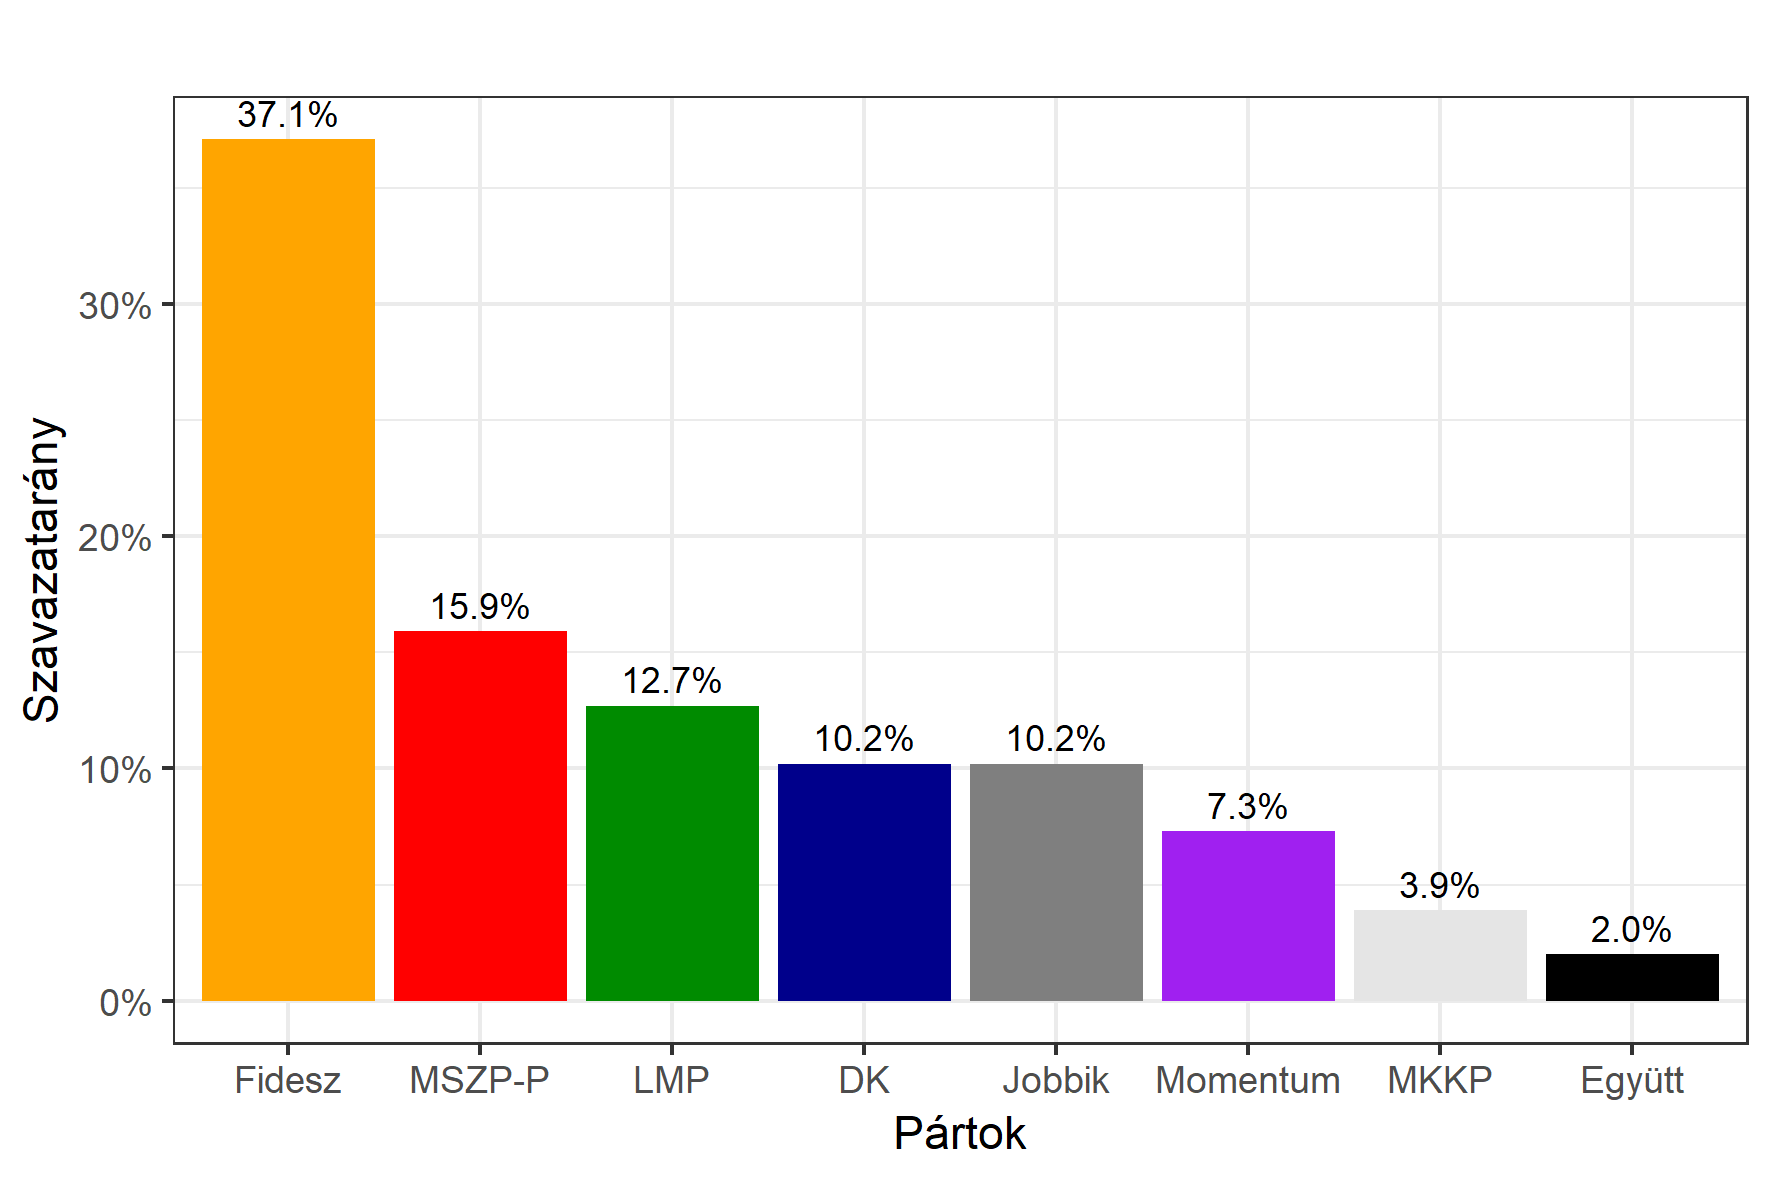 37.1%
15.9%
12.7%
10.2%
10.2%
7.3%
3.9%
2.0%
30%
20%
10%
0%
Szavazatarány
Fidesz
MSZP-P
LMP
DK
Jobbik
Momentum
MKKP
Együtt
Pártok